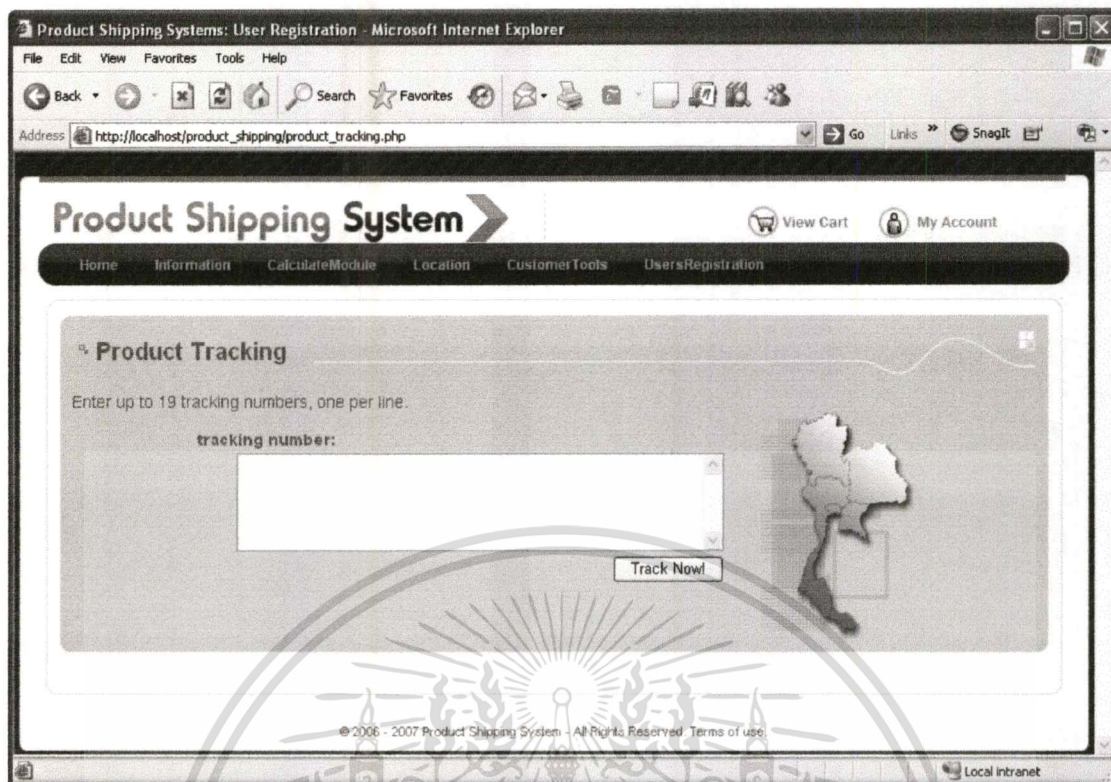 Product Shipping Systems: User Registration - Microsoft Internet Explorer
File Edit View Favorites Tools Help
Back Search Favorites
Address http://localhost/product_shipping/product_tracking.php Go Links » SnagIt
Product Shipping System View Cart My Account
Home Information CalculateModule Location CustomerTools UsersRegistration
Product Tracking
Enter up to 19 tracking numbers, one per line.
tracking number:
Track Now!
© 2006 - 2007 Product Shipping System - All Rights Reserved. Terms of use.
Local intranet